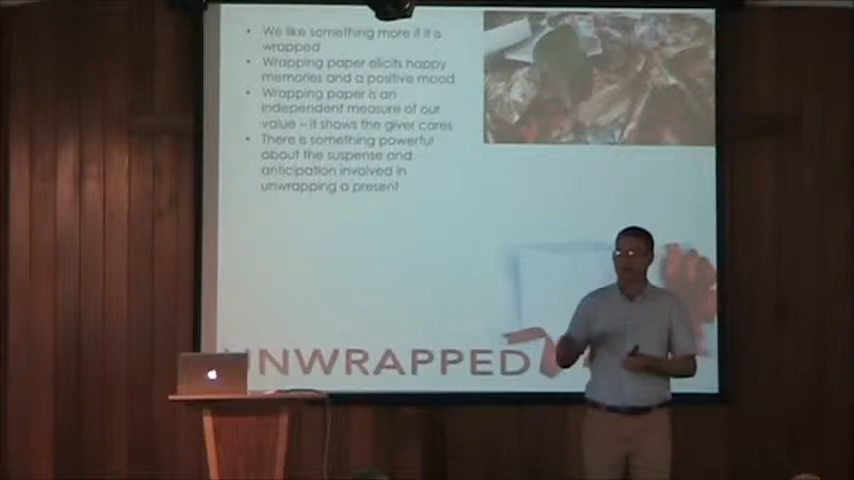 • We like something more if it is
wrapped
• Wrapping paper elicits happy
memories and a positive mood
• Wrapping paper is an
independent measure of our
value – it shows the giver cares
• There is something powerful
about the suspense and
anticipation involved in
unwrapping a present
UNWRAPPED